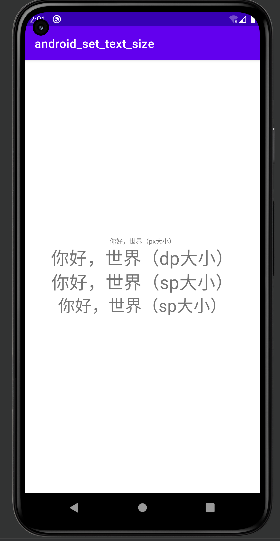 android_set_text_size
你好，世界（px大小）
你好，世界（dp大小）
你好，世界（sp大小）
你好，世界（sp大小）